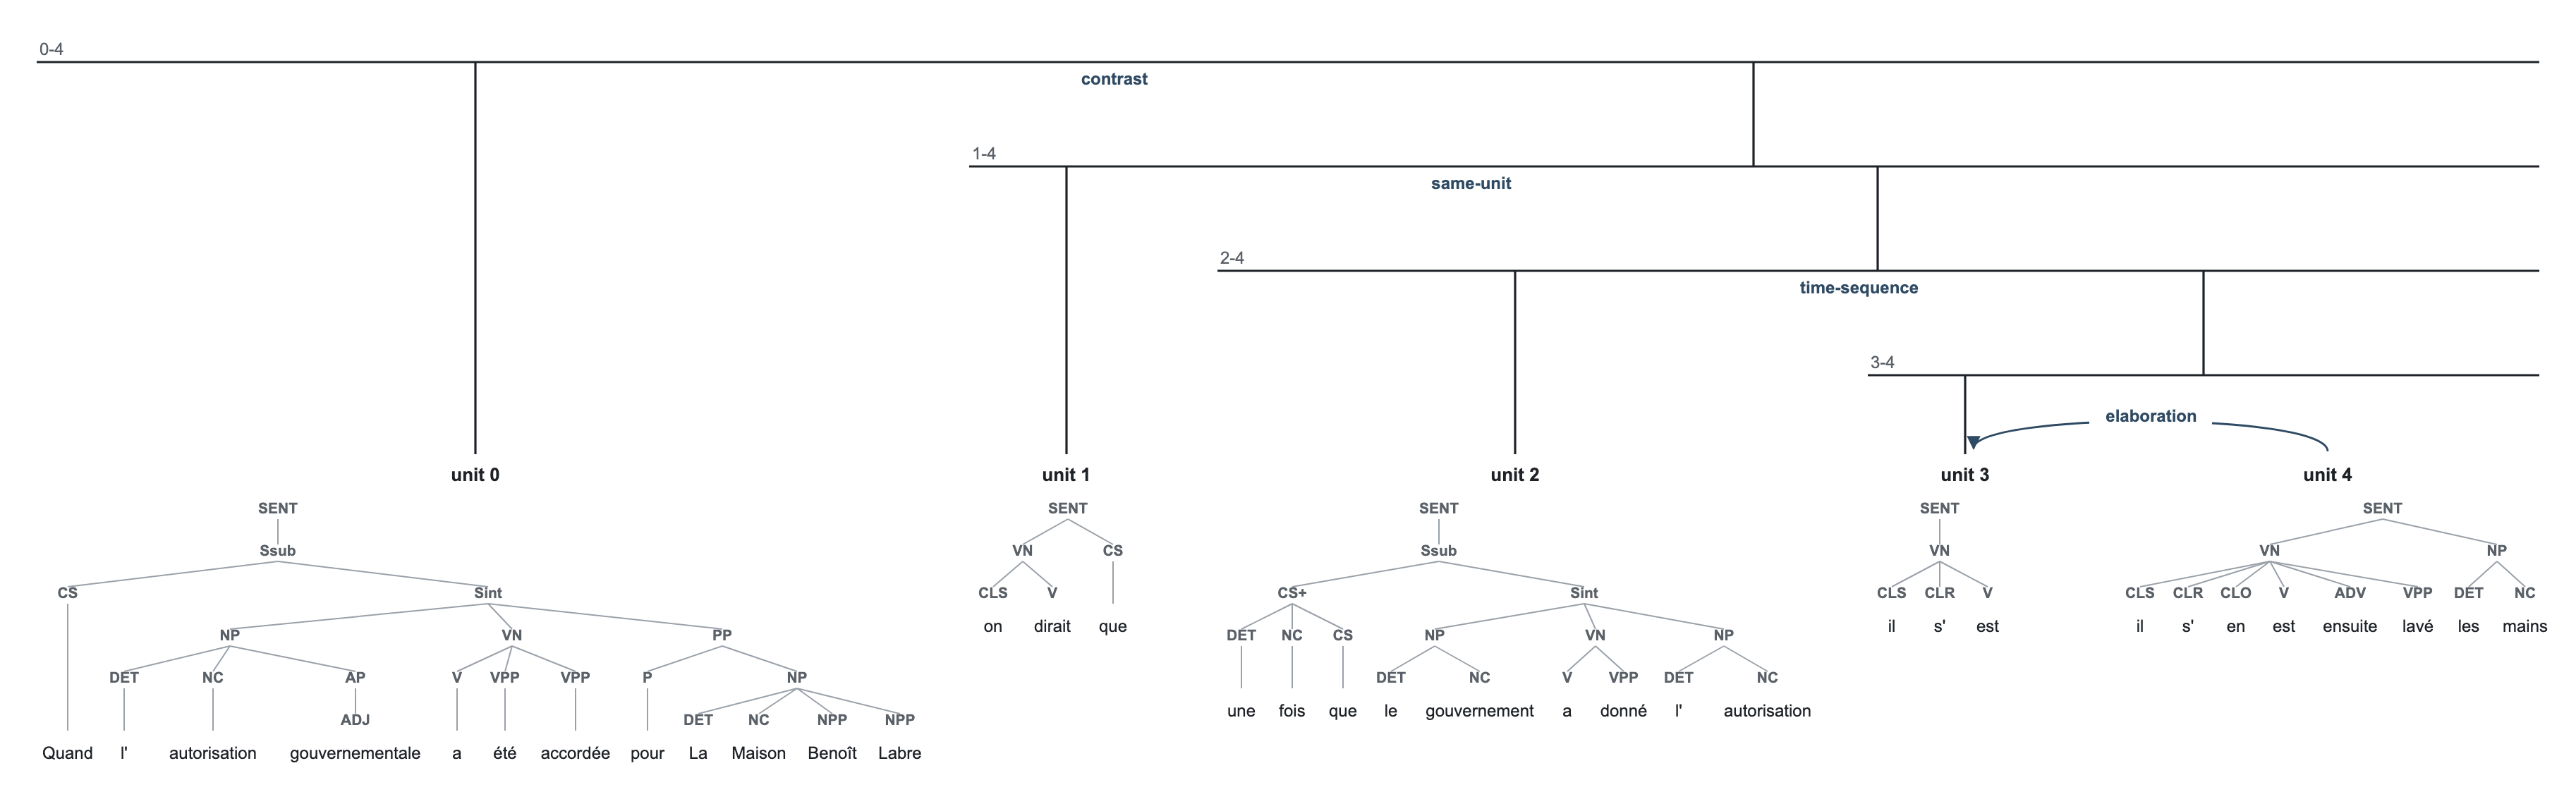 0-4
contrast
1-4
same-unit
2-4
time-sequence
3-4
elaboration
unit 0 unit 1 unit 2 unit 3 unit 4
SENT SENT SENT SENT SENT
Ssub VN CS Ssub VN VN NP
CS Sint CLS V CS+ Sint CLS CLR V CLS CLR CLO V ADV VPP DET NC
on dirait que il s' est il s' en est ensuite lavé les mains
NP VN PP DET NC CS NP VN NP
DET NC AP V VPP VPP P NP DET NC V VPP DET NC
une fois que le gouvernement a donné l' autorisation
ADJ DET NC NPP NPP
Quand l' autorisation gouvernementale a été accordée pour La Maison Benoît Labre